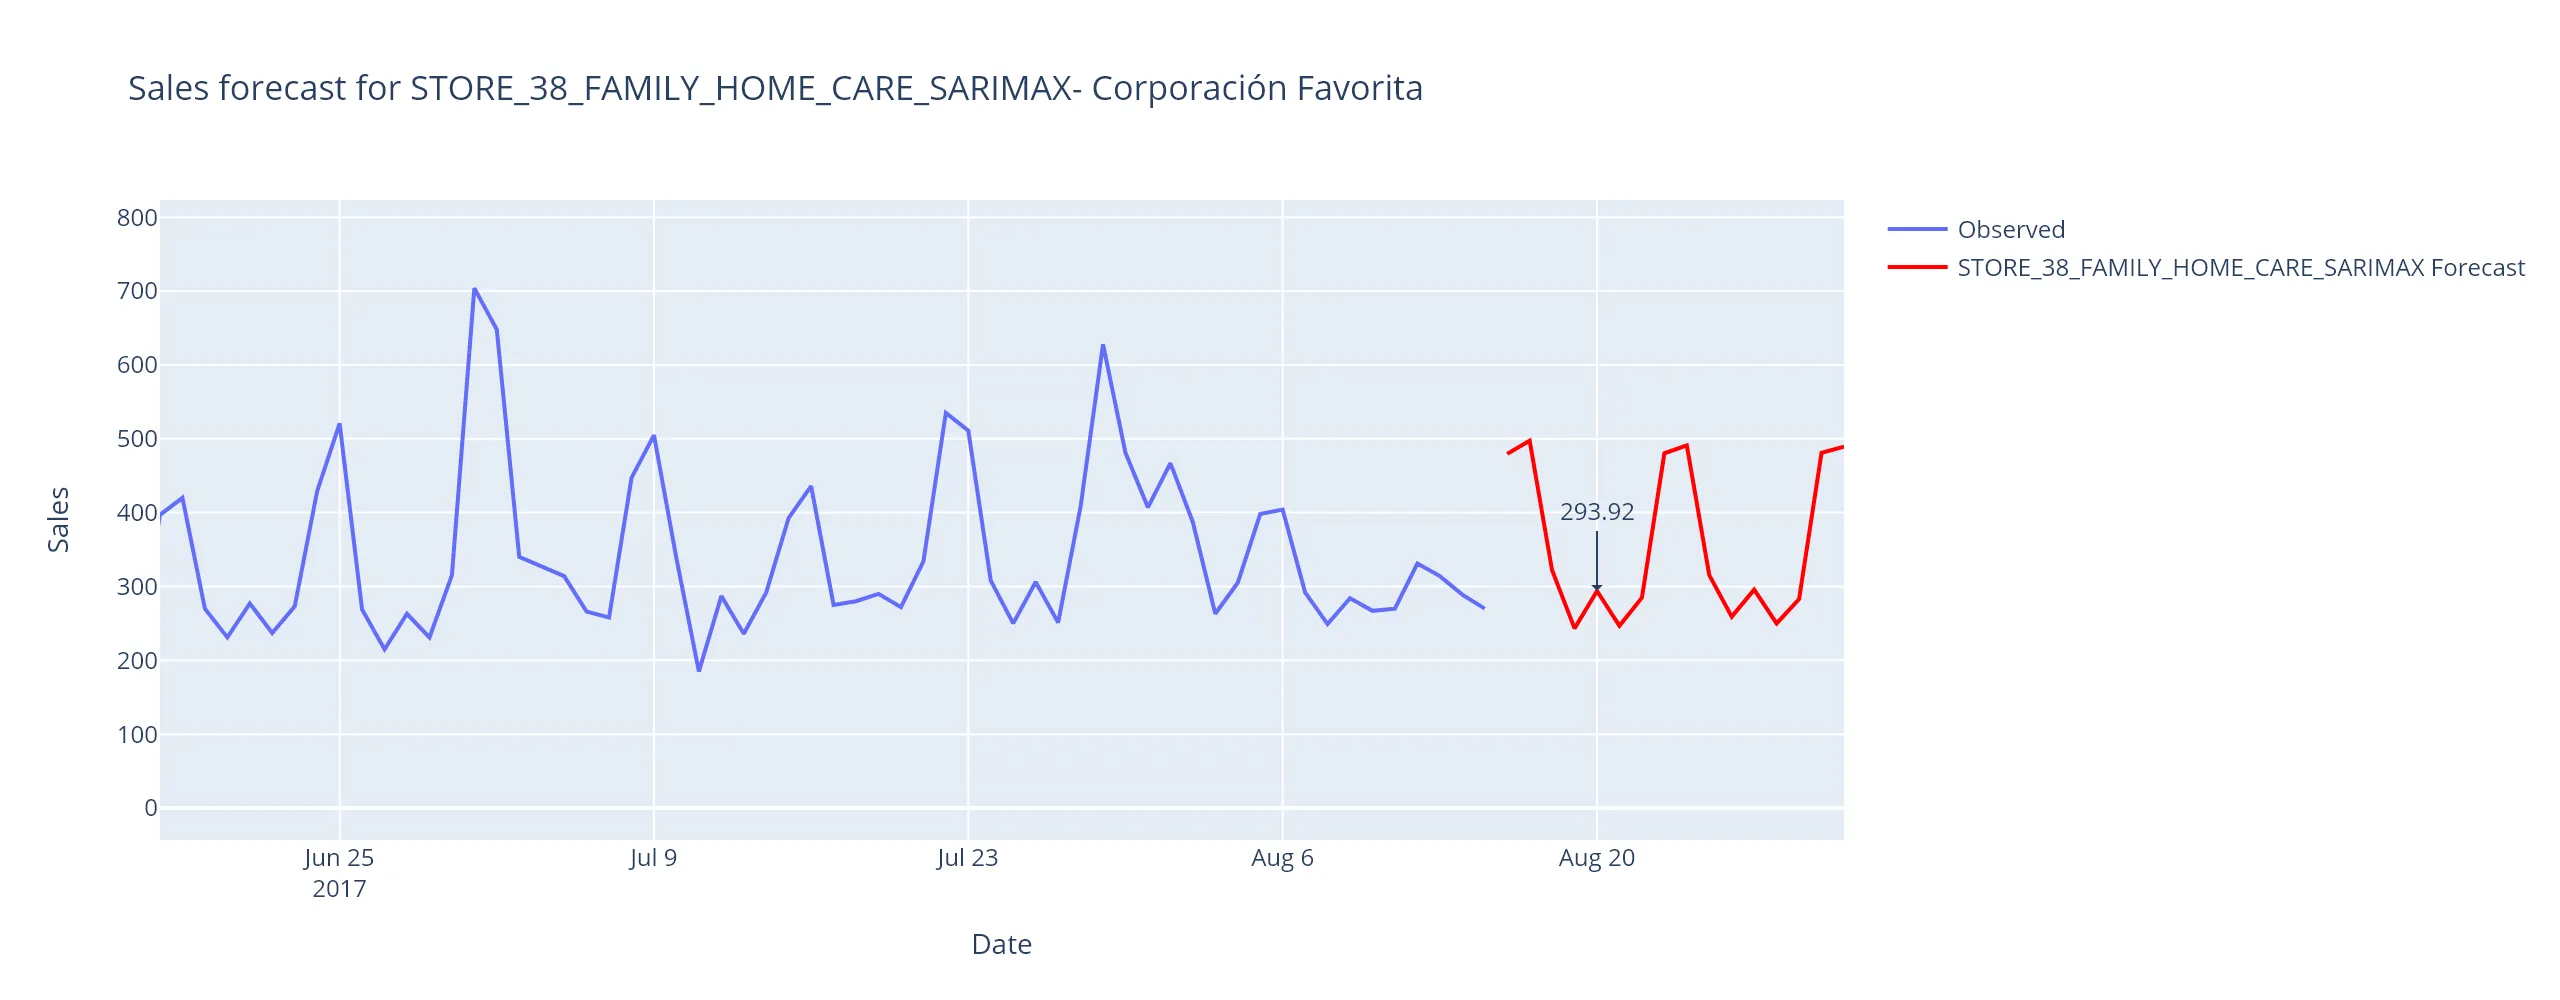 Sales forecast for STORE_38_FAMILY_HOME_CARE_SARIMAX- Corporación Favorita
Observed
STORE_38_FAMILY_HOME_CARE_SARIMAX Forecast
Sales
800
700
600
500
400
300
200
100
0
293.92
Jun 25
2017
Jul 9
Jul 23
Aug 6
Aug 20
Date